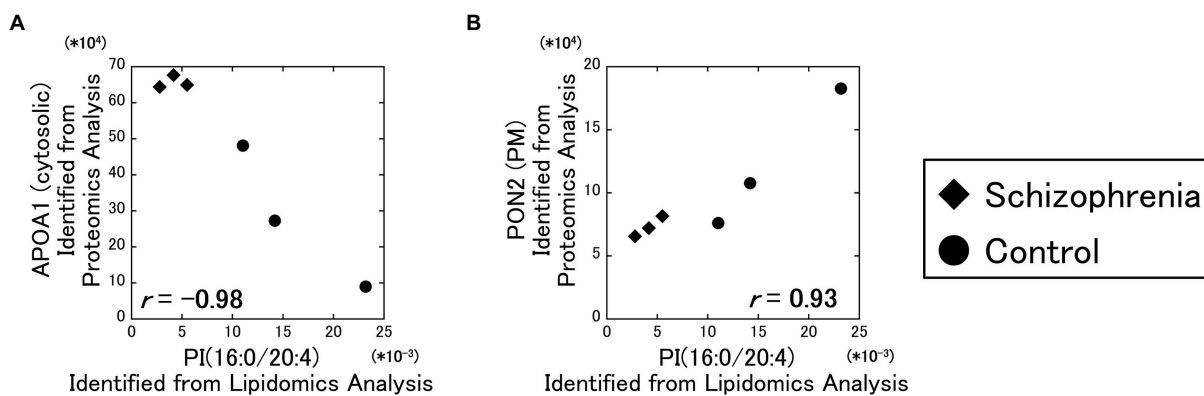 A
(*10⁴)
APOA1 (cytosolic)
Identified from
Proteomics Analysis
70
60
50
40
30
20
10
0
r = −0.98
0 5 10 15 20 25
PI(16:0/20:4) (*10⁻³)
Identified from Lipidomics Analysis
B
(*10⁴)
PON2 (PM)
Identified from
Proteomics Analysis
20
15
10
5
0
r = 0.93
0 5 10 15 20 25
PI(16:0/20:4) (*10⁻³)
Identified from Lipidomics Analysis
Schizophrenia
Control